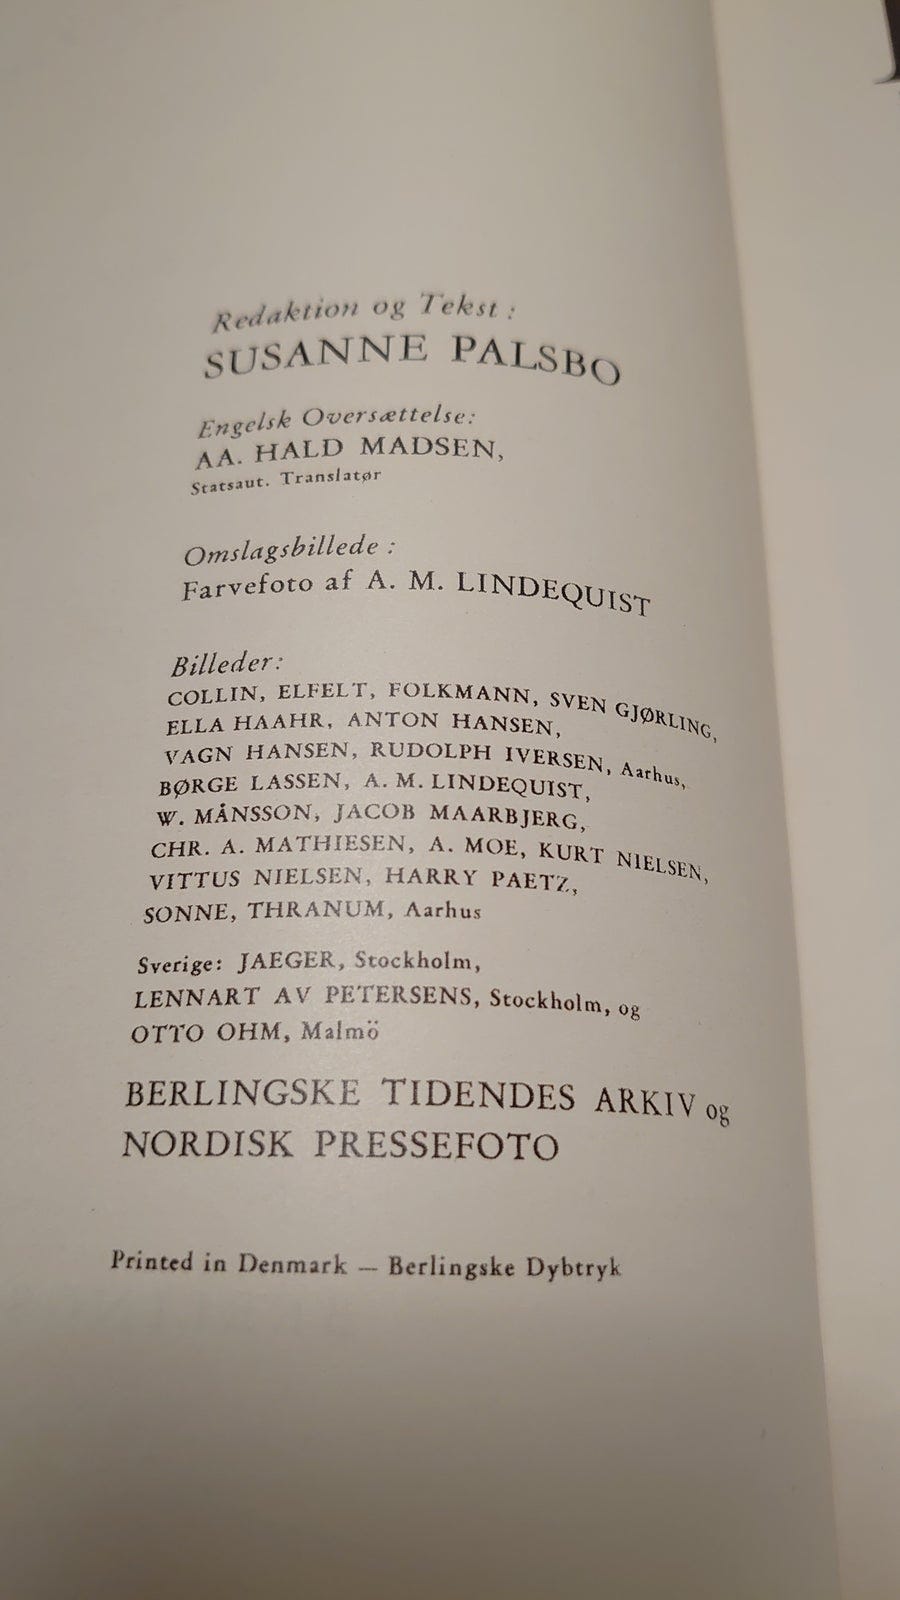 Redaktion og Tekst :
SUSANNE PALSBO
Engelsk Oversættelse:
AA. HALD MADSEN,
Statsaut. Translatør
Omslagsbillede :
Farvefoto af A. M. LINDEQUIST
Billeder:
COLLIN, ELFELT, FOLKMANN, SVEN GJØRLING,
ELLA HAAHR, ANTON HANSEN,
VAGN HANSEN, RUDOLPH IVERSEN, Aarhus,
BØRGE LASSEN, A. M. LINDEQUIST,
W. MÅNSSON, JACOB MAARBJERG,
CHR. A. MATHIESEN, A. MOE, KURT NIELSEN,
VITTUS NIELSEN, HARRY PAETZ,
SONNE, THRANUM, Aarhus
Sverige: JAEGER, Stockholm,
LENNART AV PETERSENS, Stockholm, og
OTTO OHM, Malmö
BERLINGSKE TIDENDES ARKIV og
NORDISK PRESSEFOTO
Printed in Denmark — Berlingske Dybtryk